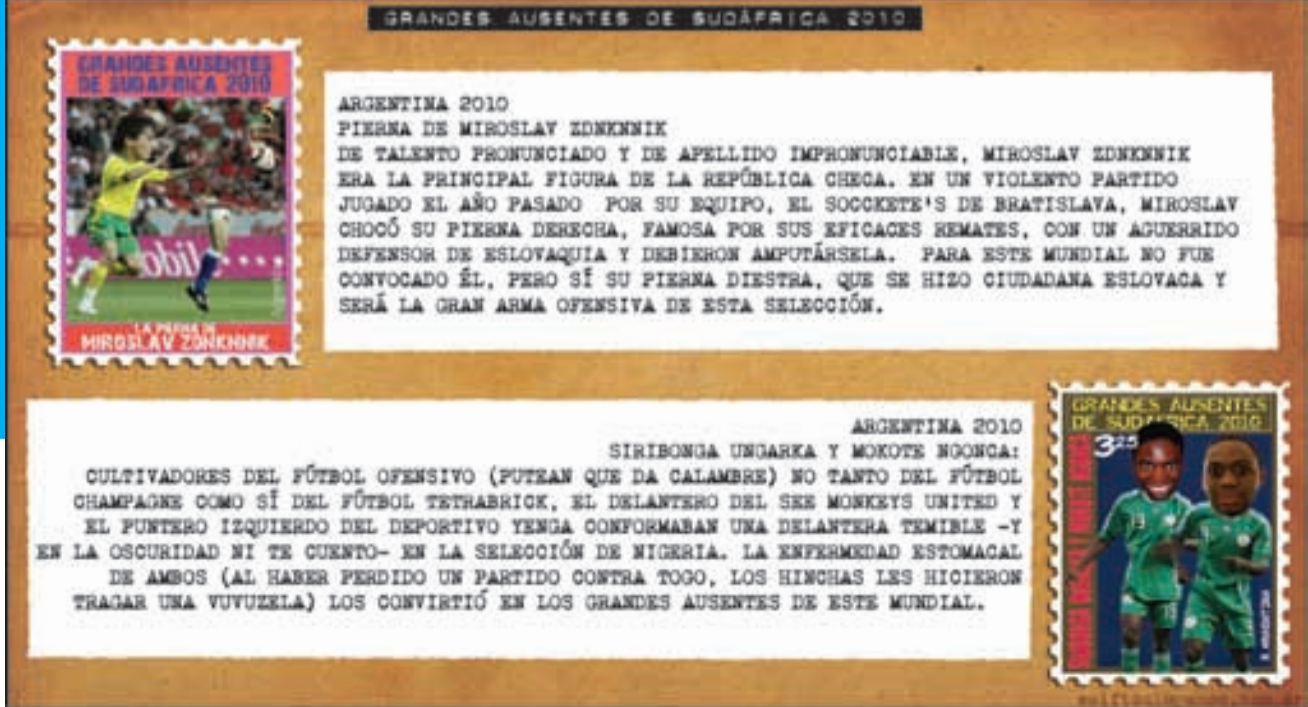 GRANDES AUSENTES DE SUDÁFRICA 2010
GRANDES AUSENTES
DE SUDAFRICA 2010
mobil
LA PIERNA DE
MIROSLAV ZDNKNNIK
ARGENTINA 2010
PIERNA DE MIROSLAV ZDNKNNIK
DE TALENTO PRONUNCIADO Y DE APELLIDO IMPRONUNCIABLE, MIROSLAV ZDNKNNIK
ERA LA PRINCIPAL FIGURA DE LA REPÚBLICA CHECA. EN UN VIOLENTO PARTIDO
JUGADO EL AÑO PASADO POR SU EQUIPO, EL SOCCKETE'S DE BRATISLAVA, MIROSLAV
CHOCÓ SU PIERNA DERECHA, FAMOSA POR SUS EFICACES REMATES, CON UN AGUERRIDO
DEFENSOR DE ESLOVAQUIA Y DEBIERON AMPUTÁRSELA. PARA ESTE MUNDIAL NO FUE
CONVOCADO ÉL, PERO SÍ SU PIERNA DIESTRA, QUE SE HIZO CIUDADANA ESLOVACA Y
SERÁ LA GRAN ARMA OFENSIVA DE ESTA SELECCIÓN.
ARGENTINA 2010
SIRIBONGA UNGARKA Y MOKOTE NGONCA:
CULTIVADORES DEL FÚTBOL OFENSIVO (PUTEAN QUE DA CALAMBRE) NO TANTO DEL FÚTBOL
CHAMPAGNE COMO SÍ DEL FÚTBOL TETRABRICK, EL DELANTERO DEL SEE MONKEYS UNITED Y
EL PUNTERO IZQUIERDO DEL DEPORTIVO YENGA CONFORMABAN UNA DELANTERA TEMIBLE -Y
EN LA OSCURIDAD NI TE CUENTO- EN LA SELECCIÓN DE NIGERIA. LA ENFERMEDAD ESTOMACAL
DE AMBOS (AL HABER PERDIDO UN PARTIDO CONTRA TOGO, LOS HINCHAS LES HICIERON
TRAGAR UNA VUVUZELA) LOS CONVIRTIÓ EN LOS GRANDES AUSENTES DE ESTE MUNDIAL.
GRANDES AUSENTES
DE SUDAFRICA 2010
3.25
R. ARGENTINA